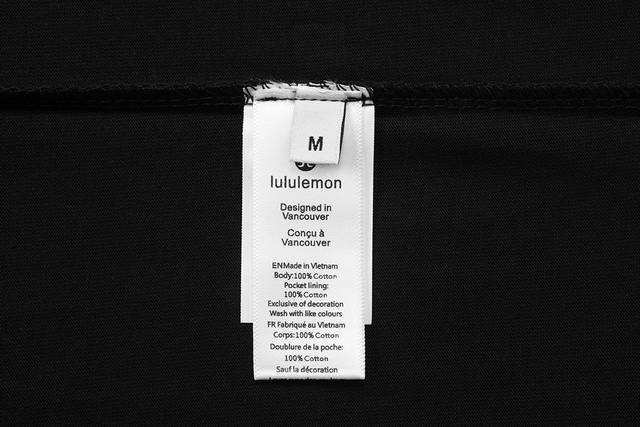 M
lululemon
Designed in
Vancouver
Conçu à
Vancouver
ENMade in Vietnam
Body:100% Cotton
Pocket lining:
100% Cotton
Exclusive of decoration
Wash with like colours
FR Fabriqué au Vietnam
Corps:100% Cotton
Doublure de la poche:
100% Cotton
Sauf la décoration